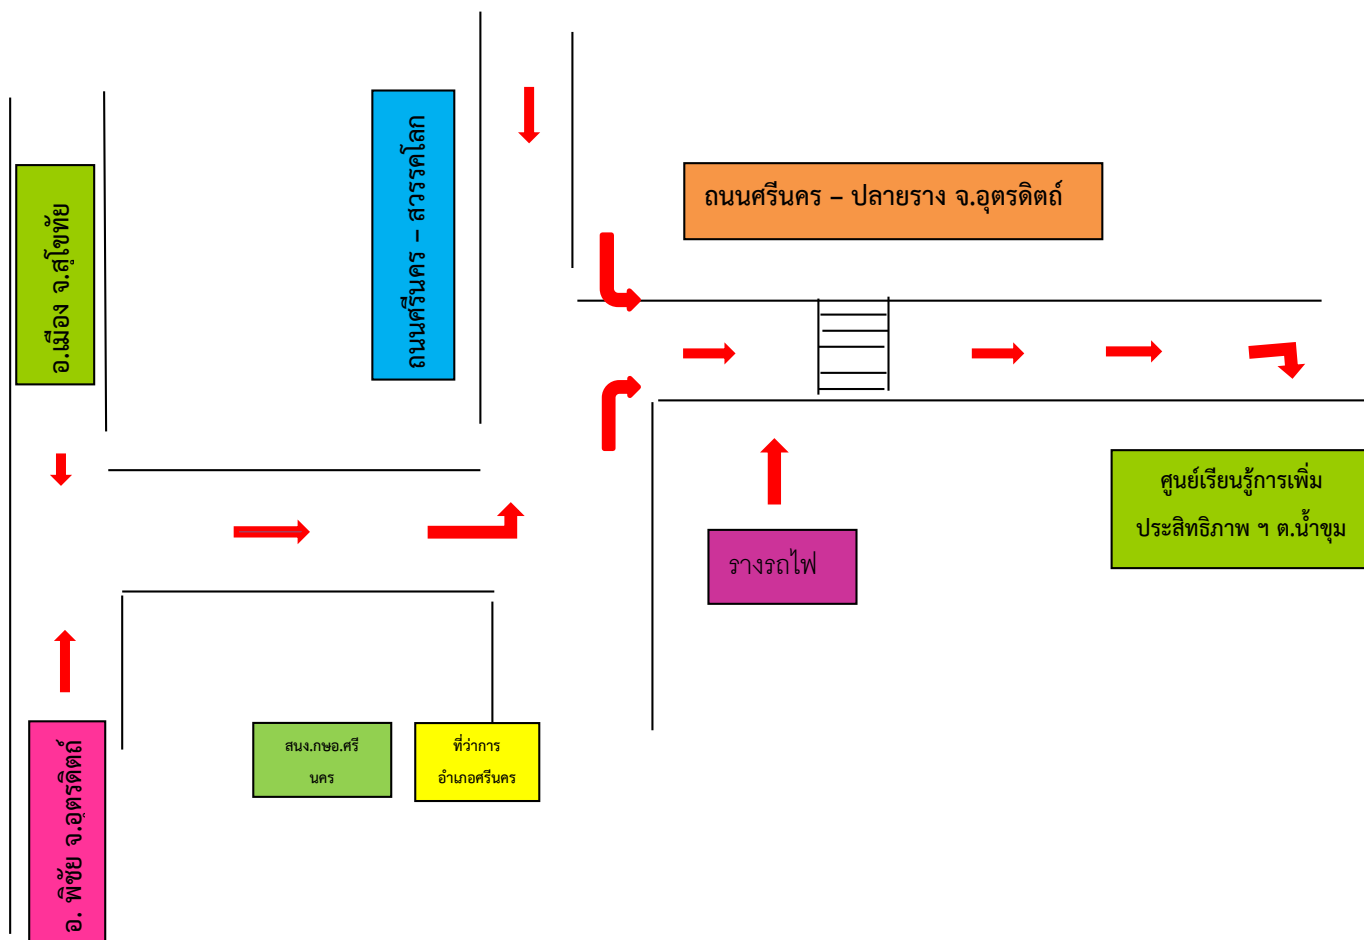 อ.เมือง จ.สุโขทัย
ถนนศรีนคร – สวรรคโลก
ถนนศรีนคร – ปลายราง จ.อุตรดิตถ์
ศูนย์เรียนรู้การเพิ่ม
ประสิทธิภาพ ฯ ต.น้ำขุม
รางรถไฟ
สนง.กษอ.ศรี
นคร
ที่ว่าการ
อำเภอศรีนคร
อ. พิชัย จ.อุตรดิตถ์